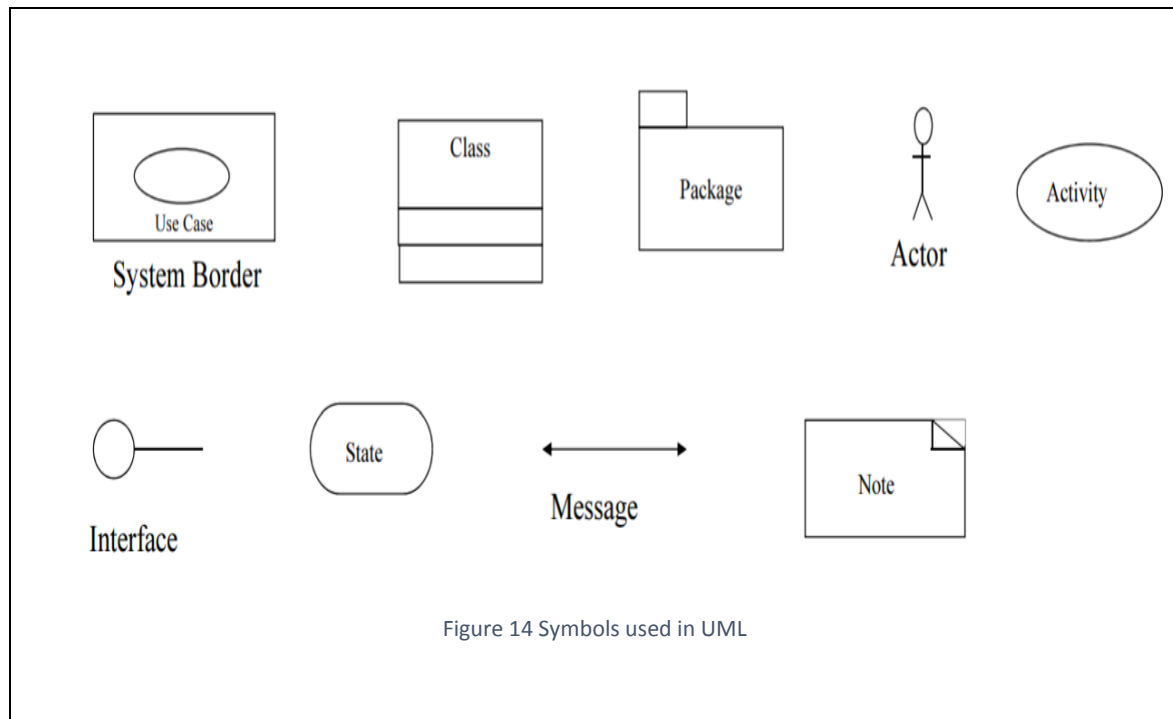 Use Case
System Border
Class
Package
Actor
Activity
Interface
State
Message
Note
Figure 14 Symbols used in UML